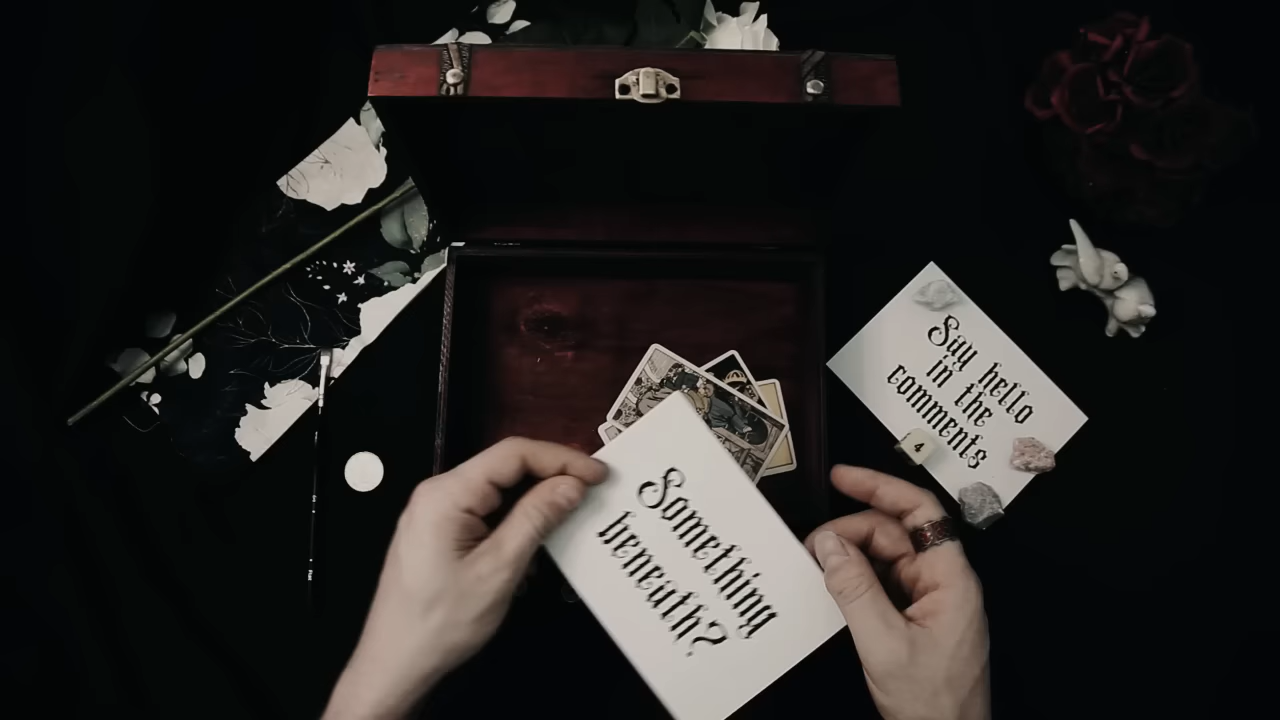 Something
beneath?
Say hello
in the
comments
4